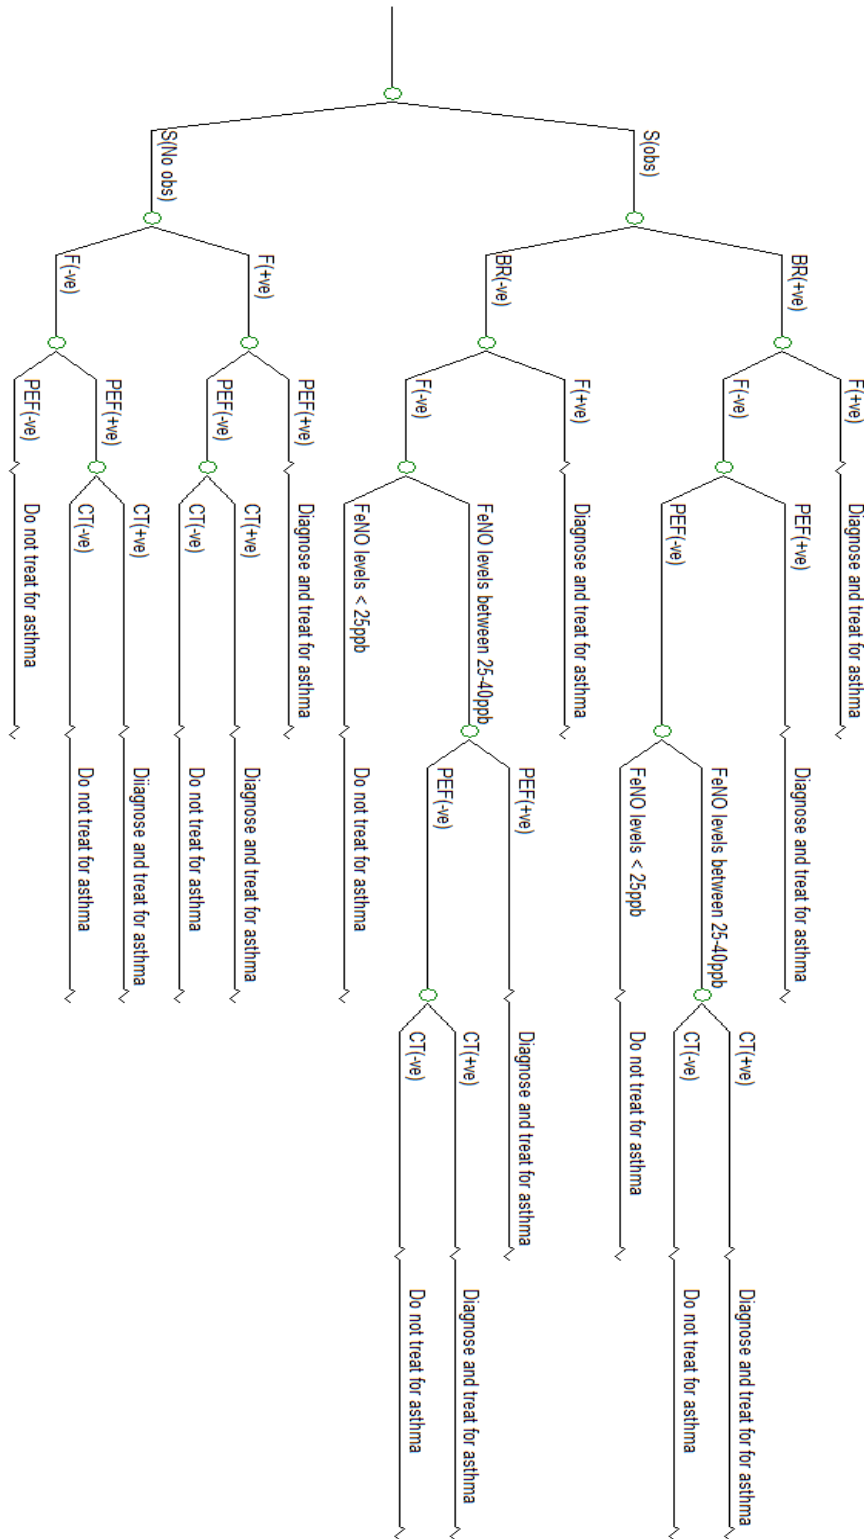 S(obs)
BR(+ve)
F(+ve)
Diagnose and treat for asthma
F(-ve)
PEF(+ve)
Diagnose and treat for asthma
PEF(-ve)
FeNO levels between 25-40ppb
CT(+ve)
Diagnose and treat for for asthma
CT(-ve)
Do not treat for asthma
FeNO levels < 25ppb
Do not treat for asthma
BR(-ve)
F(+ve)
Diagnose and treat for asthma
F(-ve)
FeNO levels between 25-40ppb
PEF(+ve)
Diagnose and treat for asthma
PEF(-ve)
CT(+ve)
Diagnose and treat for asthma
CT(-ve)
Do not treat for asthma
FeNO levels < 25ppb
Do not treat for asthma
S(No obs)
F(+ve)
PEF(+ve)
Diagnose and treat for asthma
PEF(-ve)
CT(+ve)
Diagnose and treat for asthma
CT(-ve)
Do not treat for asthma
F(-ve)
PEF(+ve)
CT(+ve)
Diiagnose and treat for asthma
CT(-ve)
Do not treat for asthma
PEF(-ve)
Do not treat for asthma